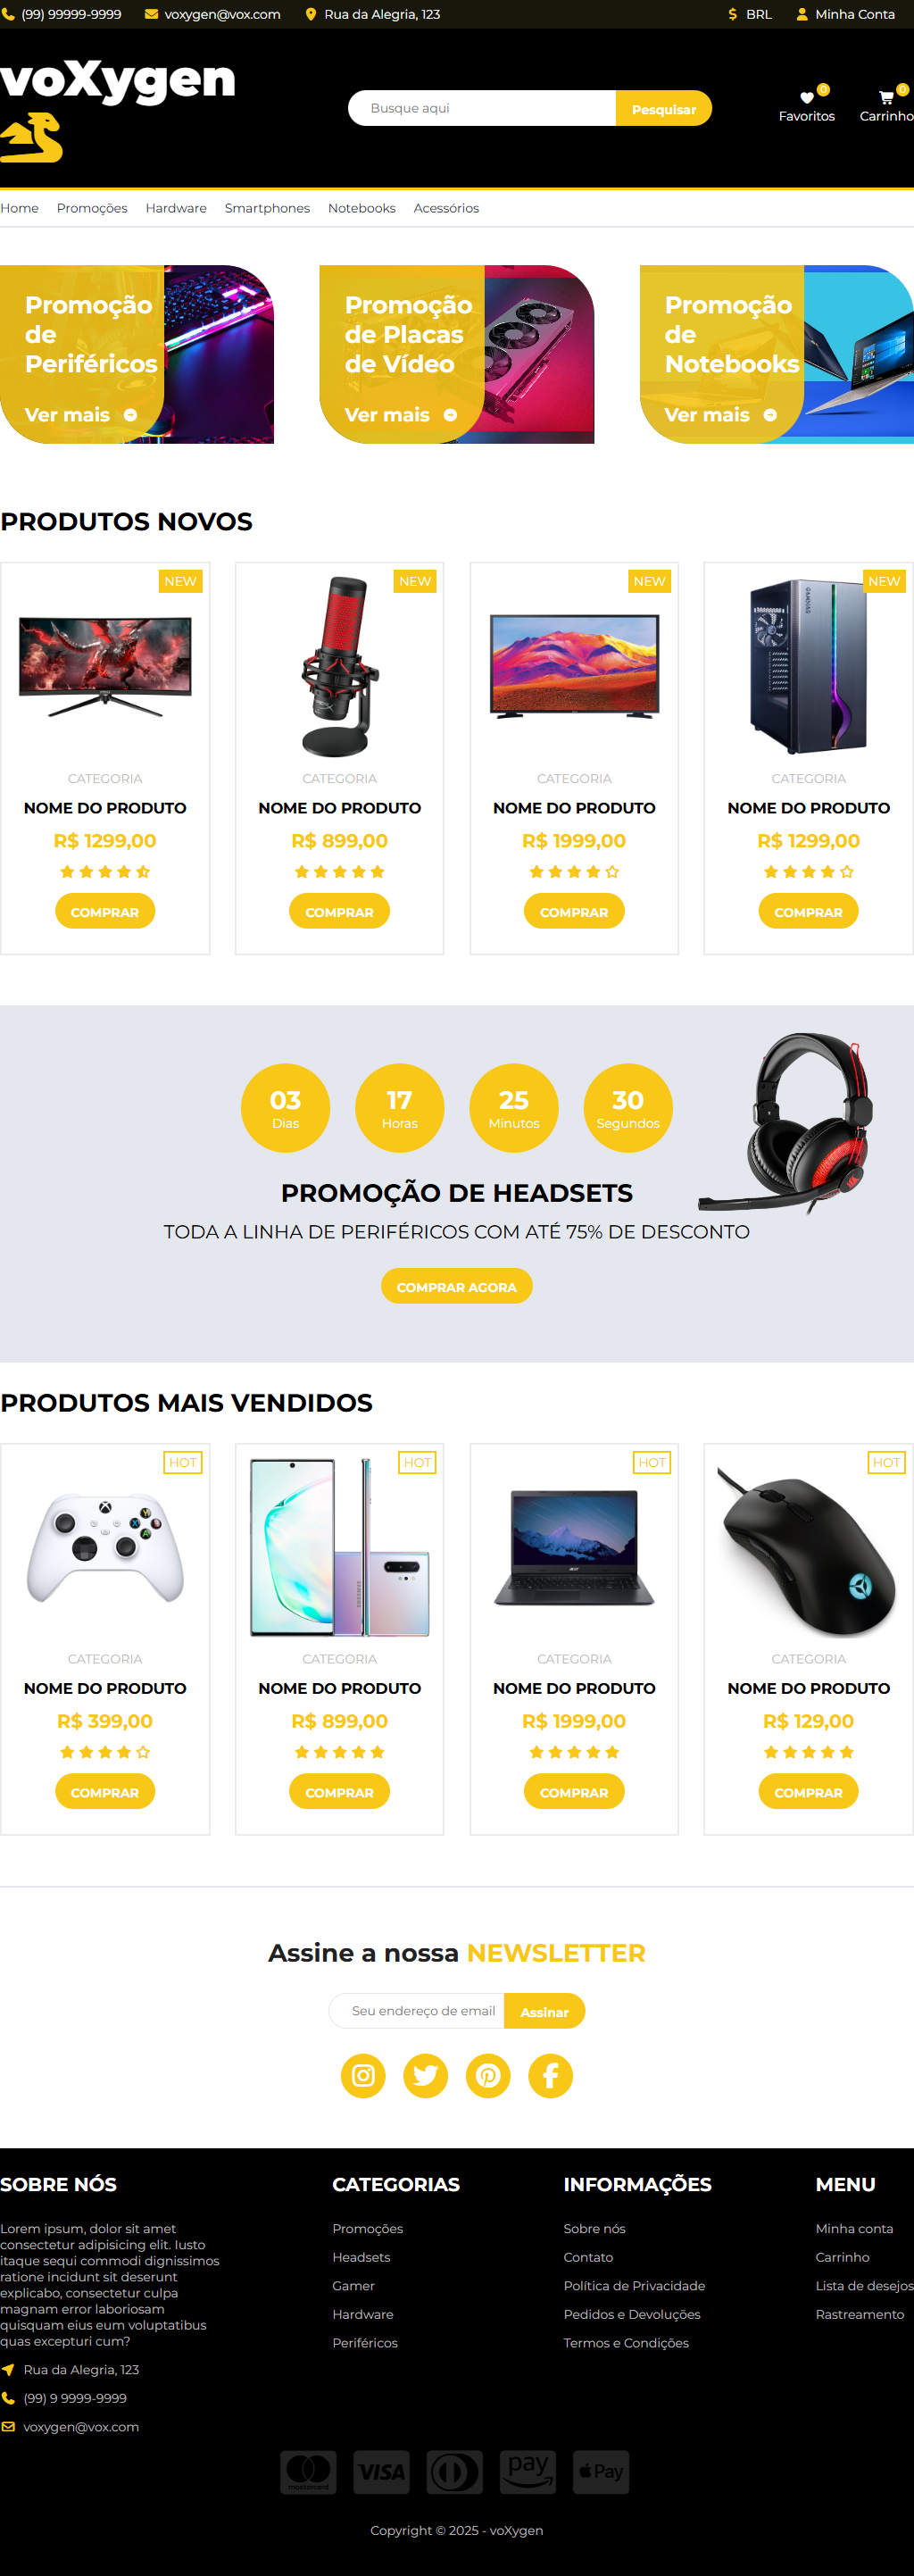 (99) 99999-9999 voxygen@vox.com Rua da Alegria, 123 BRL Minha Conta
voXygen
Busque aqui Pesquisar
0 0
Favoritos Carrinho
Home Promoções Hardware Smartphones Notebooks Acessórios
Promoção
de
Periféricos
Ver mais
Promoção
de Placas
de Vídeo
Ver mais
Promoção
de
Notebooks
Ver mais
PRODUTOS NOVOS
NEW
CATEGORIA
NOME DO PRODUTO
R$ 1299,00
COMPRAR
NEW
CATEGORIA
NOME DO PRODUTO
R$ 899,00
COMPRAR
NEW
CATEGORIA
NOME DO PRODUTO
R$ 1999,00
COMPRAR
NEW
CATEGORIA
NOME DO PRODUTO
R$ 1299,00
COMPRAR
03
Dias
17
Horas
25
Minutos
30
Segundos
PROMOÇÃO DE HEADSETS
TODA A LINHA DE PERIFÉRICOS COM ATÉ 75% DE DESCONTO
COMPRAR AGORA
PRODUTOS MAIS VENDIDOS
HOT
CATEGORIA
NOME DO PRODUTO
R$ 399,00
COMPRAR
HOT
SAMSUNG
CATEGORIA
NOME DO PRODUTO
R$ 899,00
COMPRAR
HOT
acer
CATEGORIA
NOME DO PRODUTO
R$ 1999,00
COMPRAR
HOT
CATEGORIA
NOME DO PRODUTO
R$ 129,00
COMPRAR
Assine a nossa NEWSLETTER
Seu endereço de email Assinar
SOBRE NÓS
Lorem ipsum, dolor sit amet
consectetur adipisicing elit. Iusto
itaque sequi commodi dignissimos
ratione incidunt sit deserunt
explicabo, consectetur culpa
magnam error laboriosam
quisquam eius eum voluptatibus
quas excepturi cum?
Rua da Alegria, 123
(99) 9 9999-9999
voxygen@vox.com
CATEGORIAS
Promoções
Headsets
Gamer
Hardware
Periféricos
INFORMAÇÕES
Sobre nós
Contato
Política de Privacidade
Pedidos e Devoluções
Termos e Condições
MENU
Minha conta
Carrinho
Lista de desejos
Rastreamento
mastercard VISA pay Pay
Copyright © 2025 - voXygen